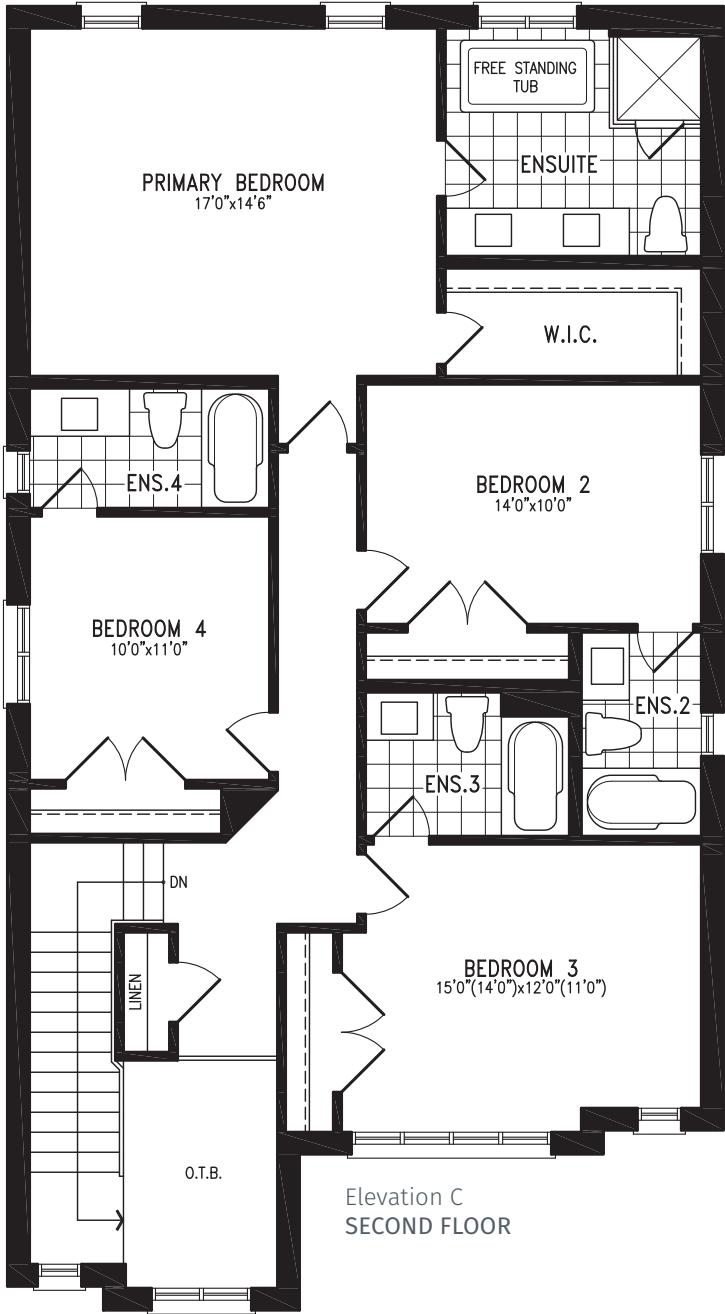 FREE STANDING
TUB
ENSUITE
PRIMARY BEDROOM
17'0"x14'6"
W.I.C.
ENS.4
BEDROOM 2
14'0"x10'0"
BEDROOM 4
10'0"x11'0"
ENS.2
ENS.3
DN
LINEN
BEDROOM 3
15'0"(14'0")x12'0"(11'0")
O.T.B.
Elevation C
SECOND FLOOR